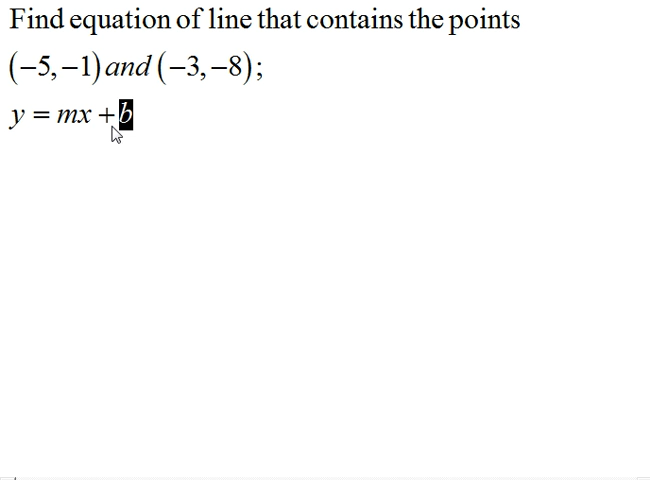 Find equation of line that contains the points
(−5,−1) and (−3,−8);
y = mx + b